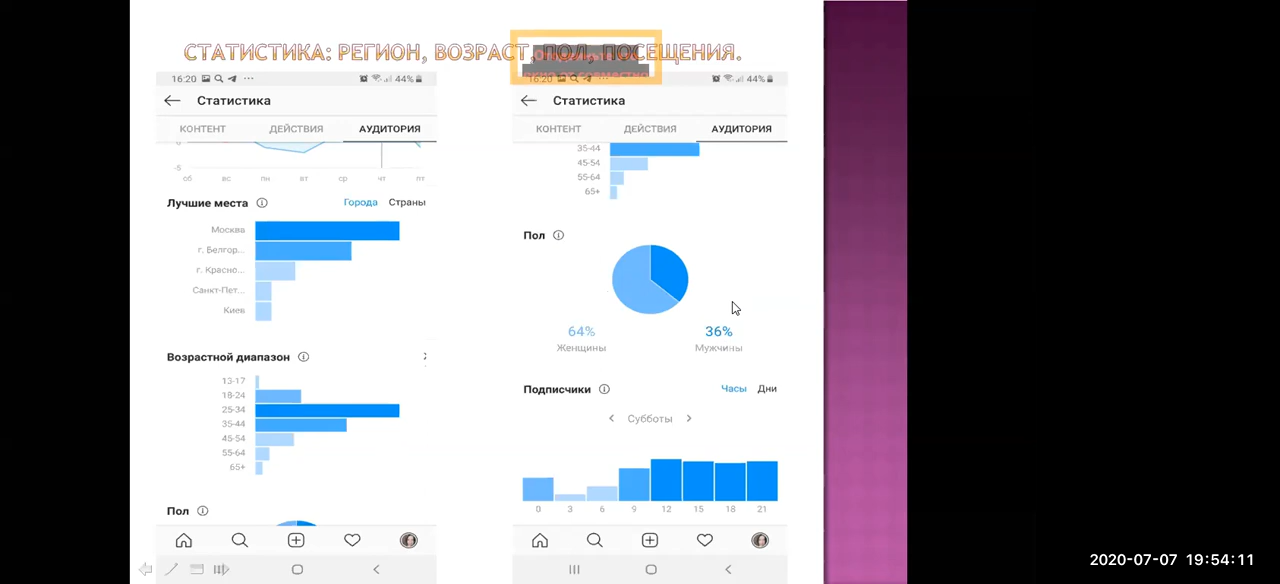 СТАТИСТИКА: РЕГИОН, ВОЗРАСТ, ПОЛ, ПОСЕЩЕНИЯ.
16:20
44%
Статистика
КОНТЕНТ ДЕЙСТВИЯ АУДИТОРИЯ
-5
сб вс пн вт ср чт пт
Лучшие места Города Страны
Москва
г. Белгор...
г. Красно...
Санкт-Пет...
Киев
Возрастной диапазон
13-17
18-24
25-34
35-44
45-54
55-64
65+
Пол
16:20
44%
Статистика
КОНТЕНТ ДЕЙСТВИЯ АУДИТОРИЯ
35-44
45-54
55-64
65+
Пол
64% 36%
Женщины Мужчины
Подписчики Часы Дни
Субботы
0 3 6 9 12 15 18 21
2020-07-07 19:54:11